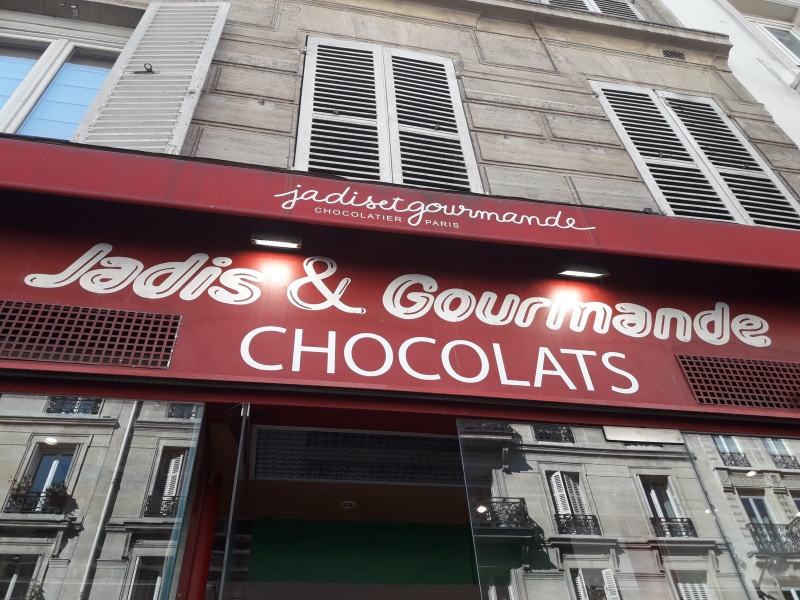 jadisetgourmande
CHOCOLATIER PARIS
Jadis & Gourmande
CHOCOLATS